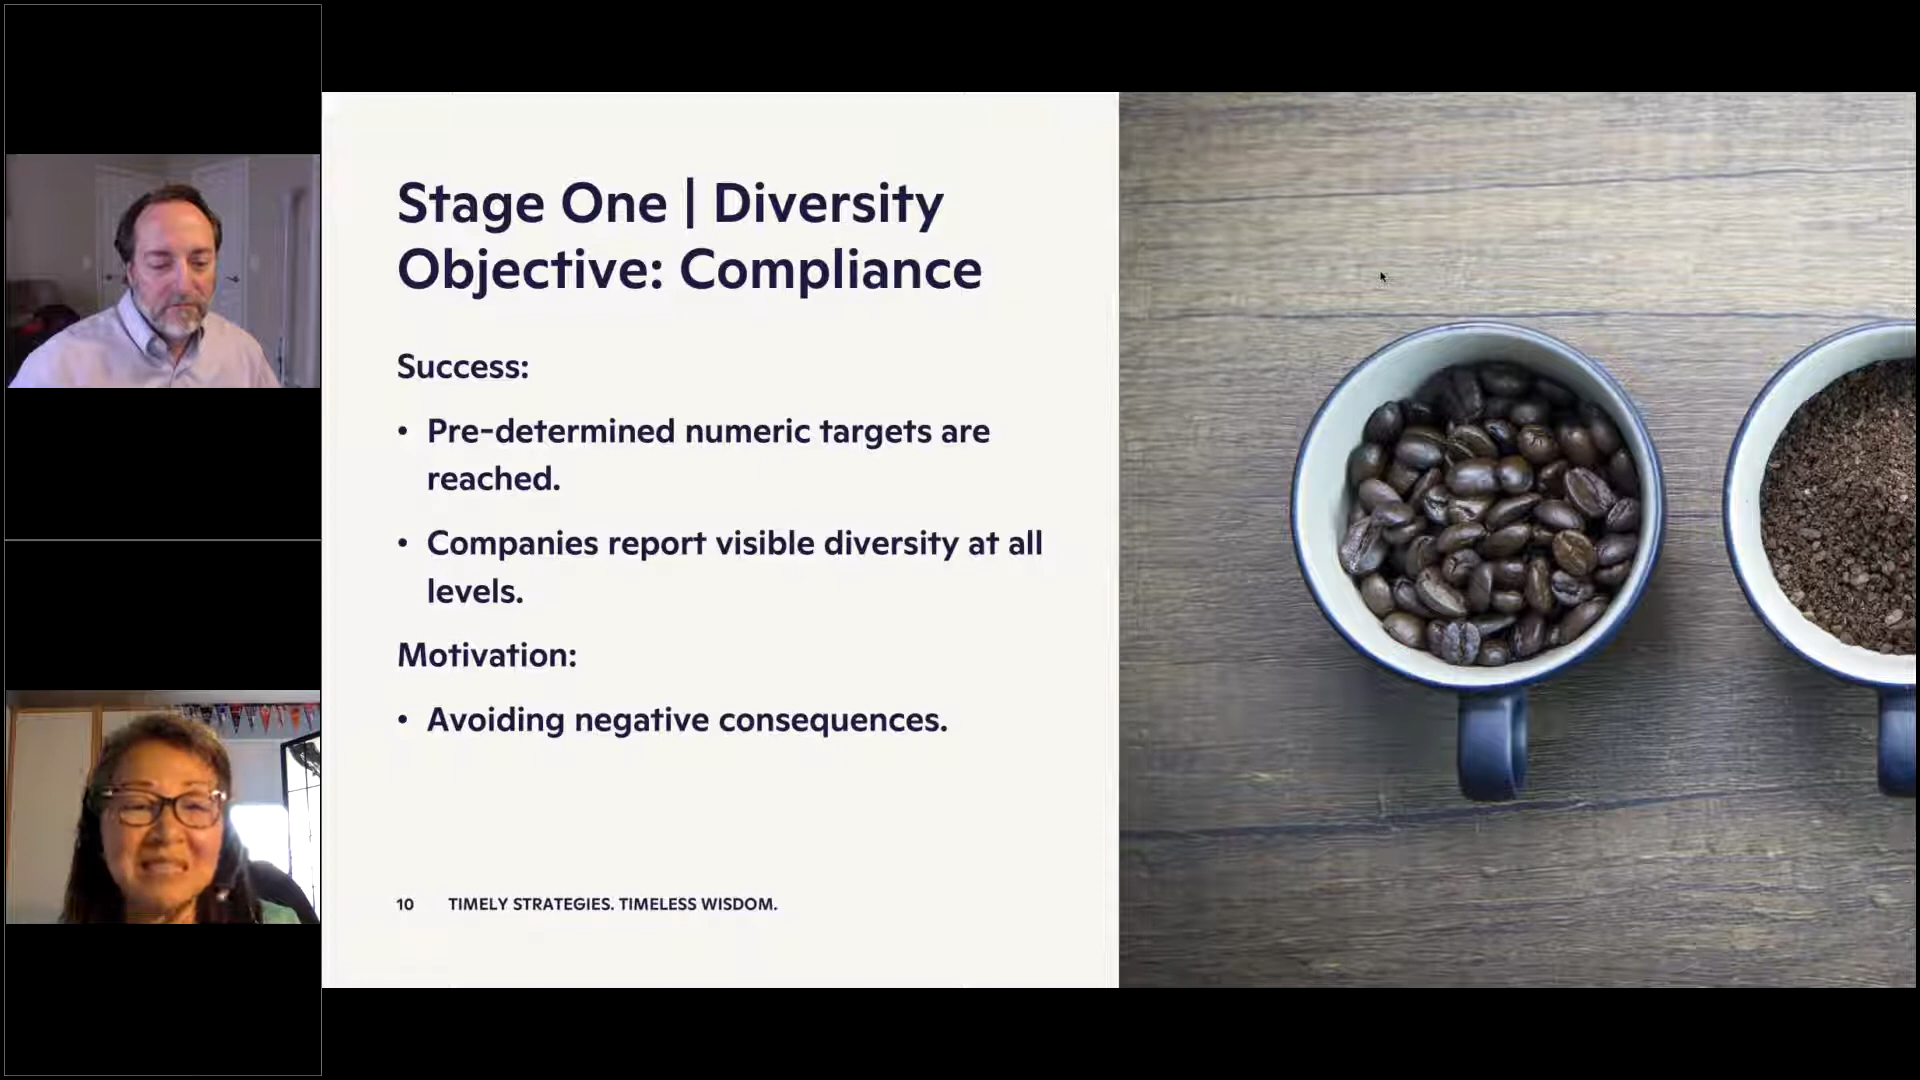 Stage One | Diversity
Objective: Compliance
Success:
• Pre-determined numeric targets are
reached.
• Companies report visible diversity at all
levels.
Motivation:
• Avoiding negative consequences.
10 TIMELY STRATEGIES. TIMELESS WISDOM.